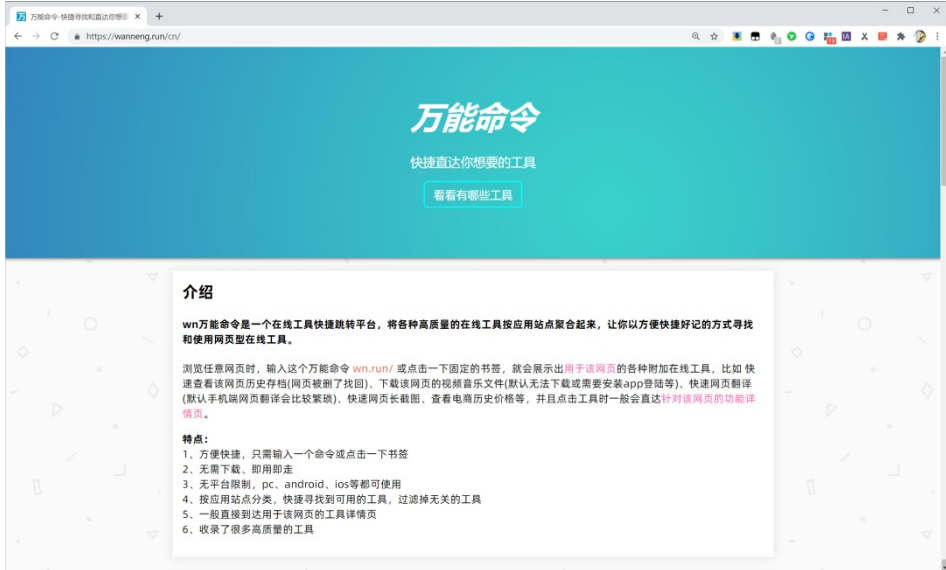 万能命令-快捷寻找和直达你想
https://wanneng.run/cn/
万能命令
快捷直达你想要的工具
看看有哪些工具
介绍
wn万能命令是一个在线工具快捷跳转平台，将各种高质量的在线工具按应用站点聚合起来，让你以方便快捷好记的方式寻找
和使用网页型在线工具。
浏览任意网页时，输入这个万能命令 wn.run/ 或点击一下固定的书签，就会展示出用于该网页的各种附加在线工具，比如 快
速查看该网页历史存档(网页被删了找回)、下载该网页的视频音乐文件(默认无法下载或需要安装app登陆等)、快速网页翻译
(默认手机端网页翻译会比较繁琐)、快速网页长截图、查看电商历史价格等，并且点击工具时一般会直达针对该网页的功能详
情页。
特点：
1、方便快捷，只需输入一个命令或点击一下书签
2、无需下载、即用即走
3、无平台限制，pc、android、ios等都可使用
4、按应用站点分类，快捷寻找到可用的工具，过滤掉无关的工具
5、一般直接到达用于该网页的工具详情页
6、收录了很多高质量的工具